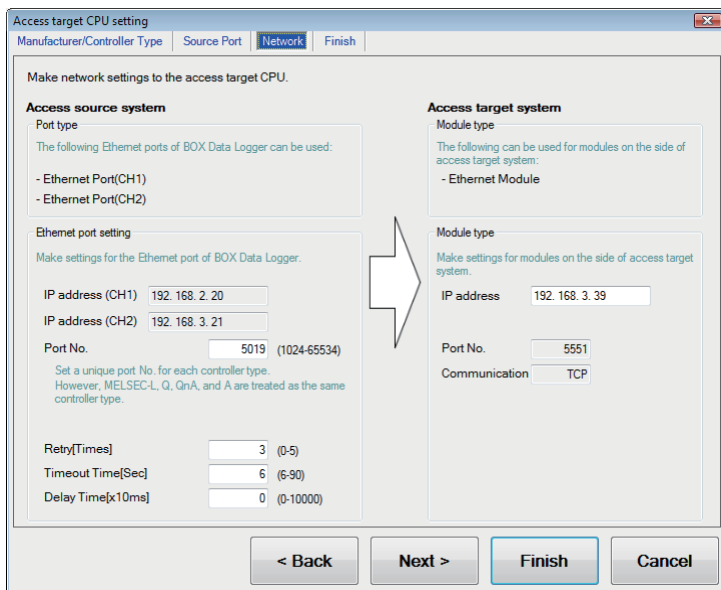 Access target CPU setting
Manufacturer/Controller Type Source Port Network Finish
Make network settings to the access target CPU.
Access source system
Port type
The following Ethernet ports of BOX Data Logger can be used:
- Ethernet Port(CH1)
- Ethernet Port(CH2)
Ethernet port setting
Make settings for the Ethernet port of BOX Data Logger.
IP address (CH1) 192. 168. 2. 20
IP address (CH2) 192. 168. 3. 21
Port No. 5019 (1024-65534)
Set a unique port No. for each controller type.
However, MELSEC-L, Q, QnA, and A are treated as the same
controller type.
Retry[Times] 3 (0-5)
Timeout Time[Sec] 6 (6-90)
Delay Time[x10ms] 0 (0-10000)
Access target system
Module type
The following can be used for modules on the side of
access target system:
- Ethernet Module
Module type
Make settings for modules on the side of access target
system.
IP address 192. 168. 3. 39
Port No. 5551
Communication TCP
< Back Next > Finish Cancel